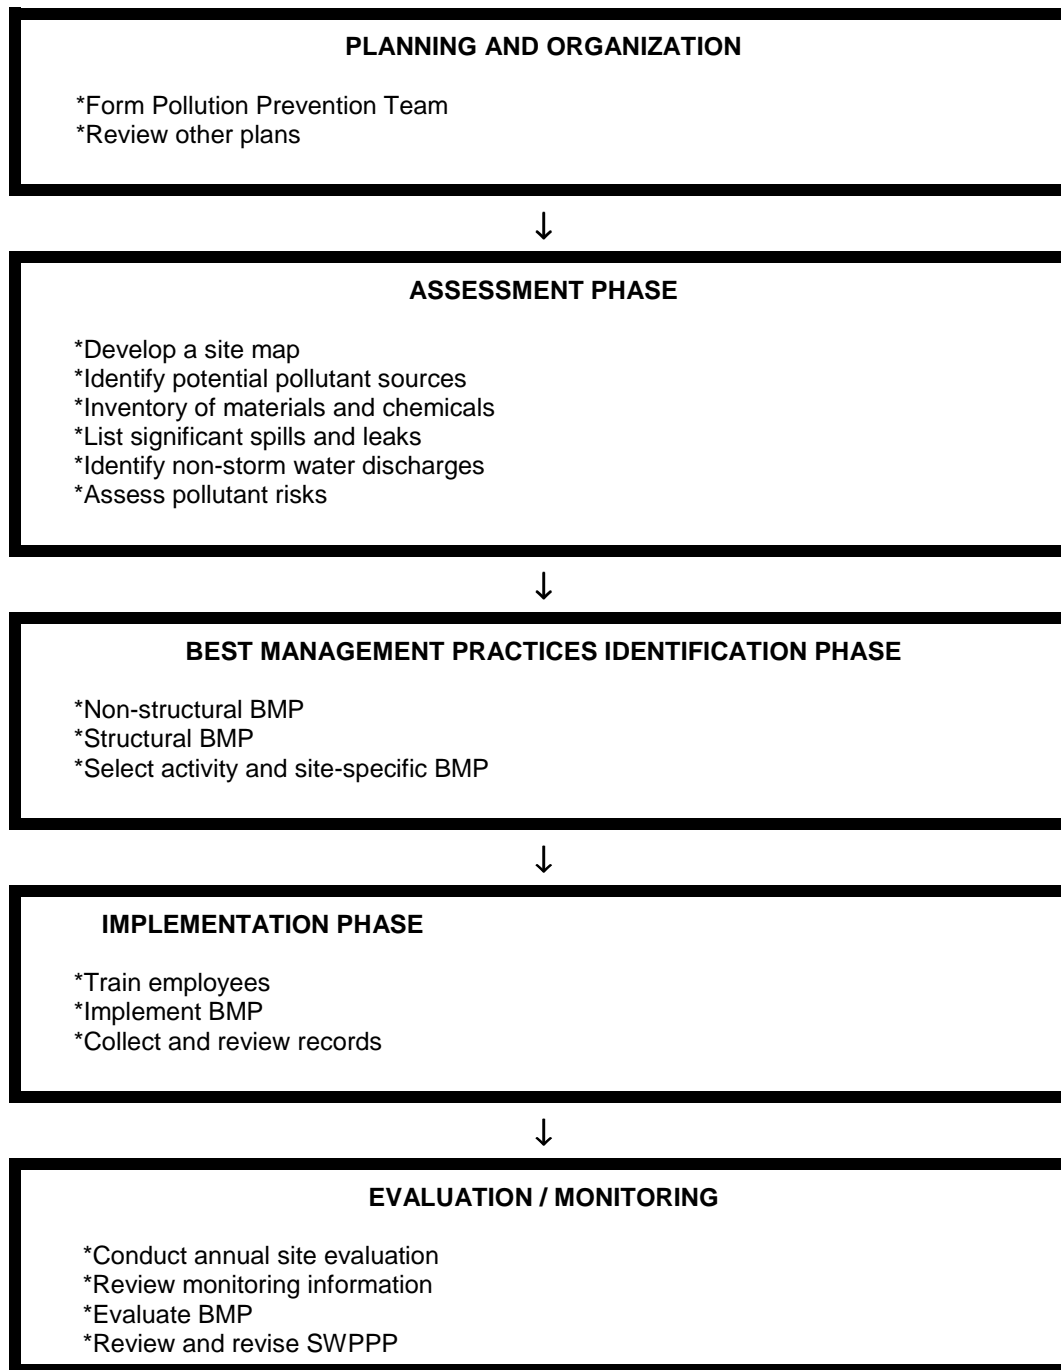 PLANNING AND ORGANIZATION
*Form Pollution Prevention Team
*Review other plans
↓
ASSESSMENT PHASE
*Develop a site map
*Identify potential pollutant sources
*Inventory of materials and chemicals
*List significant spills and leaks
*Identify non-storm water discharges
*Assess pollutant risks
↓
BEST MANAGEMENT PRACTICES IDENTIFICATION PHASE
*Non-structural BMP
*Structural BMP
*Select activity and site-specific BMP
↓
IMPLEMENTATION PHASE
*Train employees
*Implement BMP
*Collect and review records
↓
EVALUATION / MONITORING
*Conduct annual site evaluation
*Review monitoring information
*Evaluate BMP
*Review and revise SWPPP